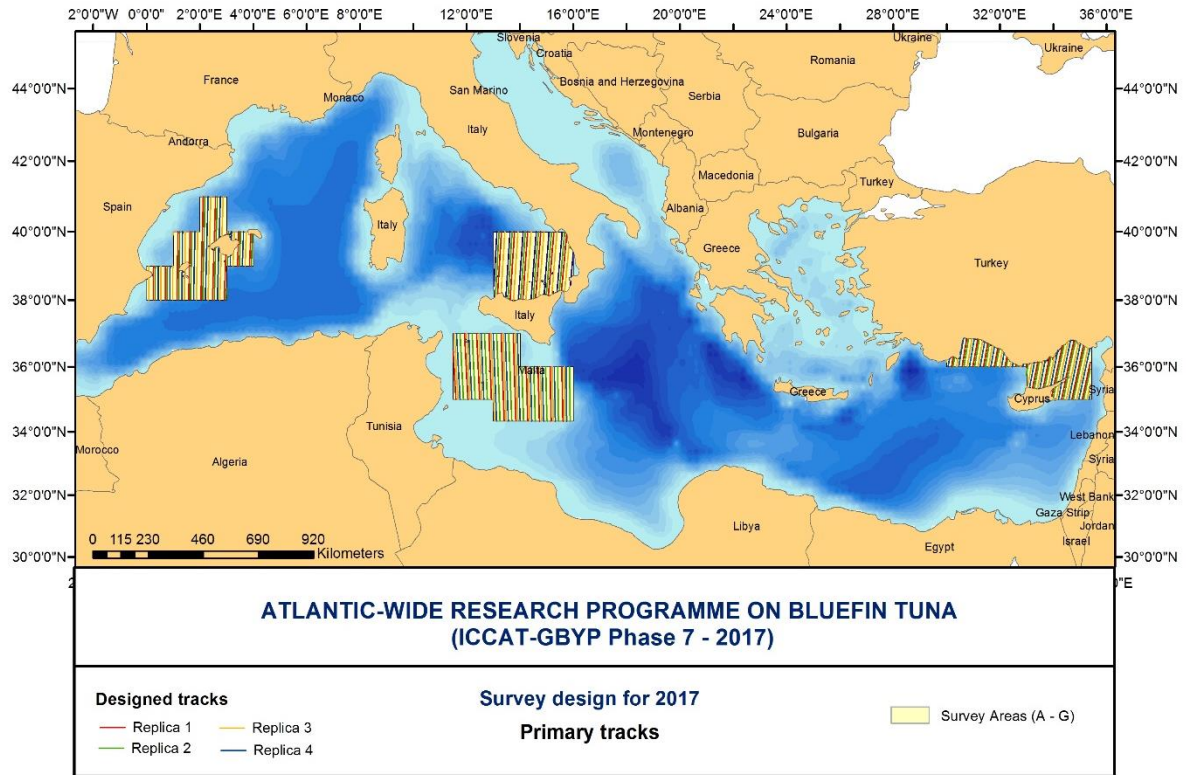 2°0'0"W 0°0'0" 2°0'0"E 4°0'0"E 8°0'0"E 12°0'0"E 16°0'0"E 20°0'0"E 24°0'0"E 28°0'0"E 32°0'0"E 36°0'0"E
Slovenia Ukraine
Croatia Romania Ukraine
France Bosnia and Herzegovina
44°0'0"N Monaco San Marino Serbia 44°0'0"N
Italy Montenegro Bulgaria
Andorra
42°0'0"N 42°0'0"N
Macedonia Turkey
Spain Albania
Italy
40°0'0"N Greece 40°0'0"N
Turkey
38°0'0"N 38°0'0"N
Italy
36°0'0"N Malta 36°0'0"N
Greece Cyprus Syria
Tunisia
34°0'0"N Lebanon 34°0'0"N
Morocco Algeria Syria
32°0'0"N West Bank 32°0'0"N
Gaza Strip
Libya Egypt Jordan
Israel
0 115 230 460 690 920
Kilometers
30°0'0"N 30°0'0"N
ATLANTIC-WIDE RESEARCH PROGRAMME ON BLUEFIN TUNA
(ICCAT-GBYP Phase 7 - 2017)
Designed tracks
Replica 1 Replica 3
Replica 2 Replica 4
Survey design for 2017
Primary tracks
Survey Areas (A - G)